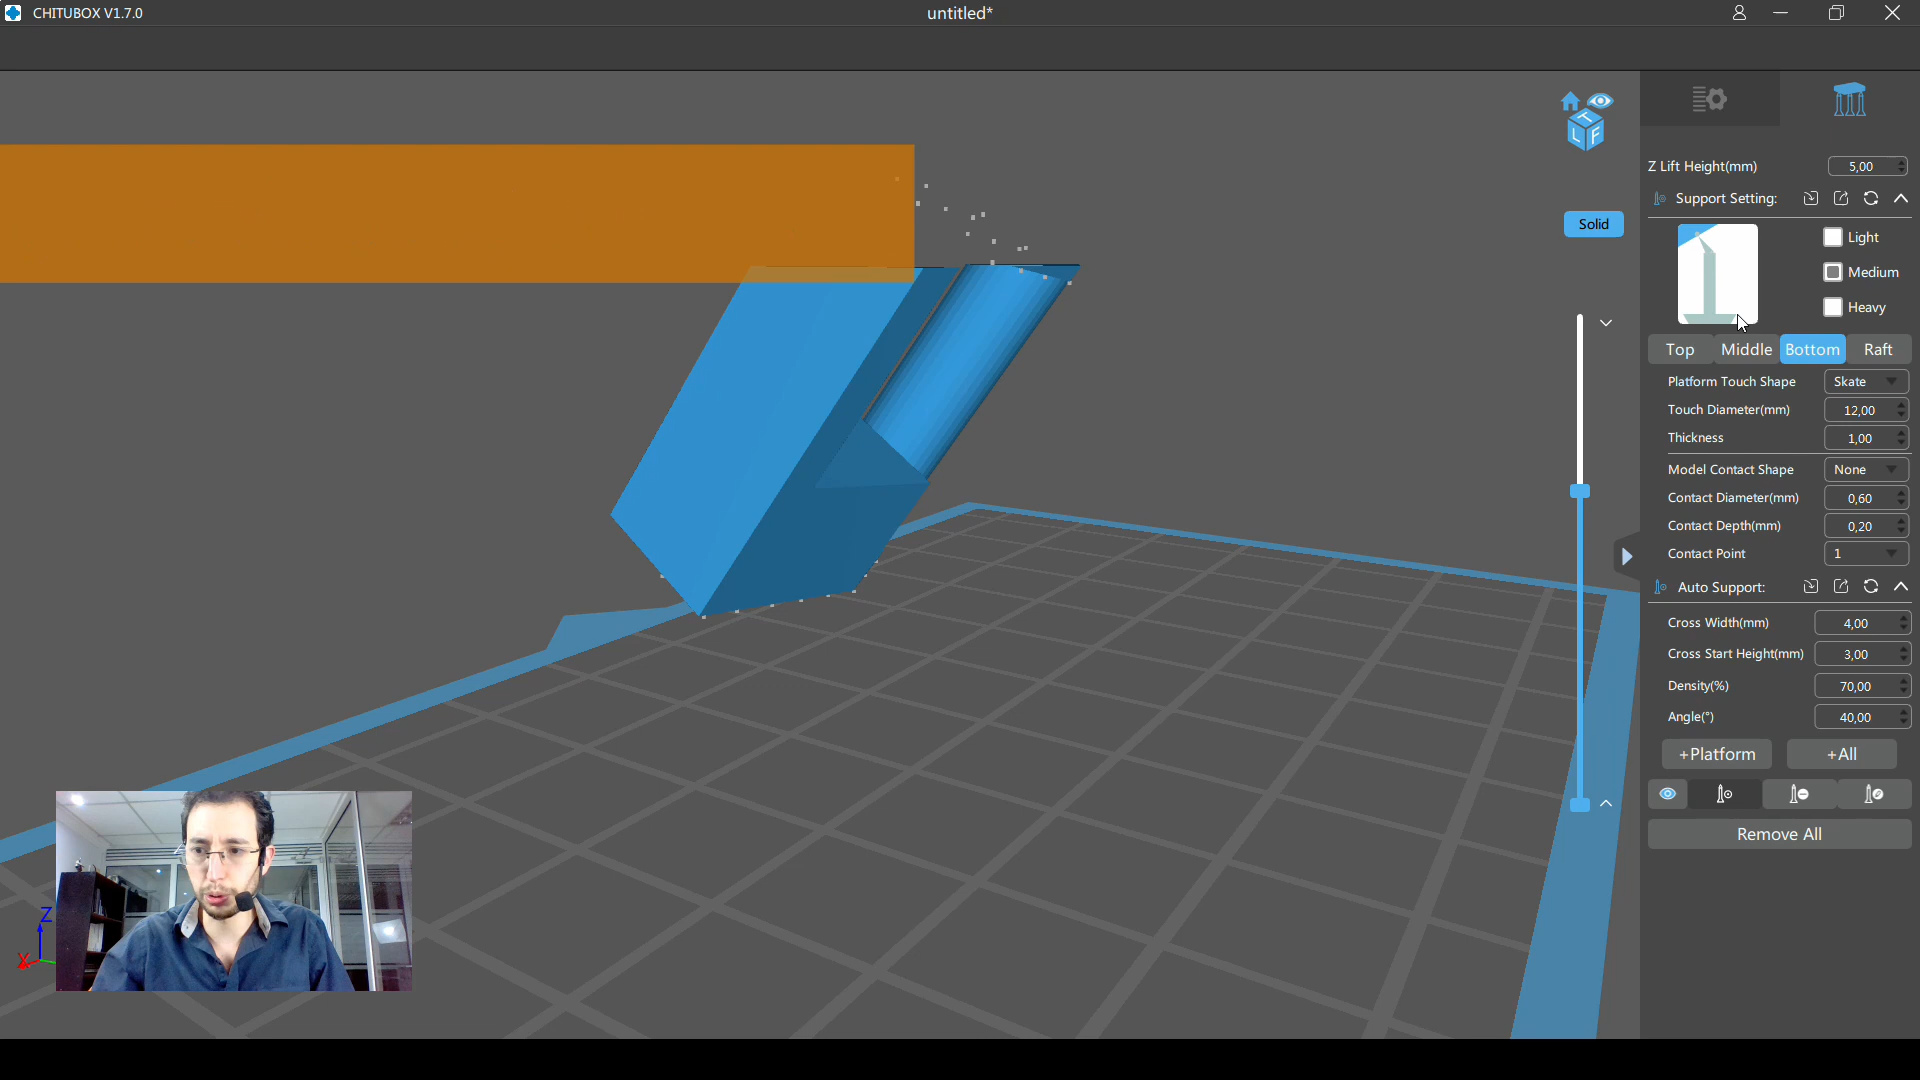 CHITUBOX V1.7.0
untitled*
T
L F
Solid
Z Lift Height(mm) 5,00
Support Setting:
Light
Medium
Heavy
Top Middle Bottom Raft
Platform Touch Shape Skate
Touch Diameter(mm) 12,00
Thickness 1,00
Model Contact Shape None
Contact Diameter(mm) 0,60
Contact Depth(mm) 0,20
Contact Point 1
Auto Support:
Cross Width(mm) 4,00
Cross Start Height(mm) 3,00
Density(%) 70,00
Angle(°) 40,00
+Platform +All
Remove All
Z
X